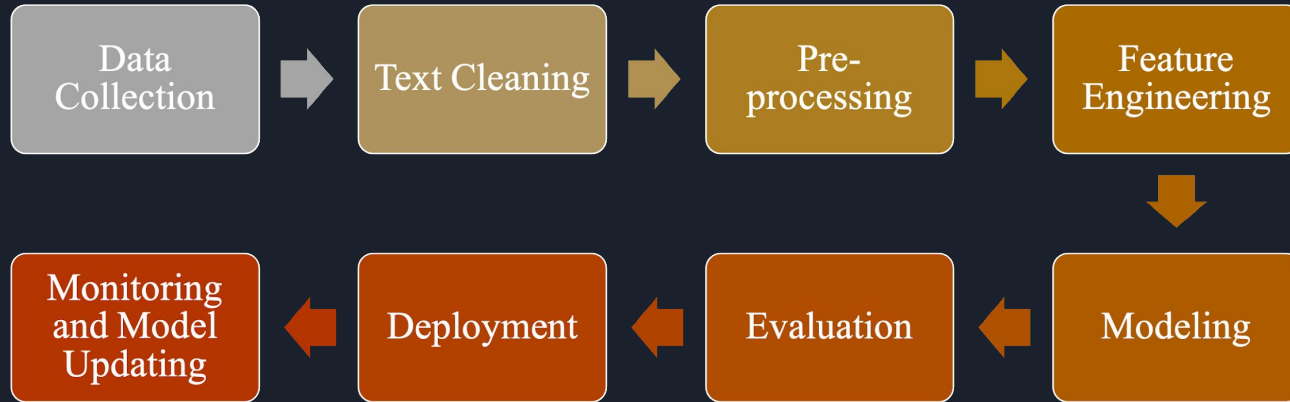 Data
Collection
Text Cleaning
Pre-
processing
Feature
Engineering
Modeling
Evaluation
Deployment
Monitoring
and Model
Updating